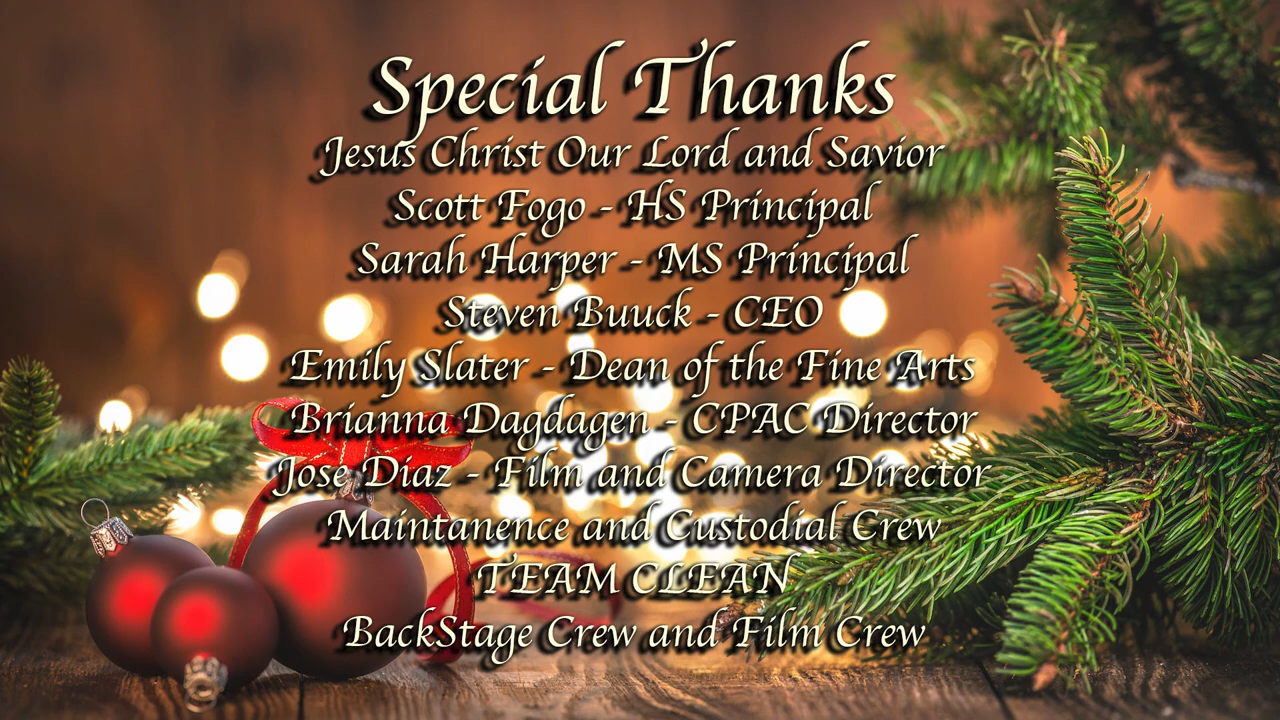 Special Thanks
Jesus Christ Our Lord and Savior
Scott Fogo - HS Principal
Sarah Harper - MS Principal
Steven Buuck - CEO
Emily Slater - Dean of the Fine Arts
Brianna Dagdagen - CPAC Director
Jose Diaz - Film and Camera Director
Maintanence and Custodial Crew
TEAM CLEAN
BackStage Crew and Film Crew